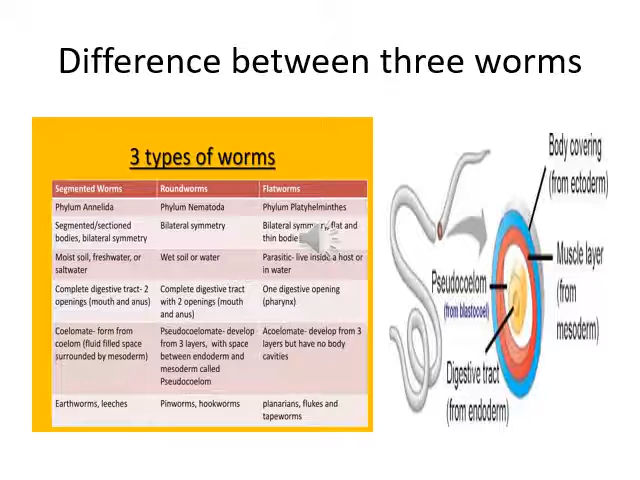 Difference between three worms
3 types of worms
Segmented Worms Roundworms Flatworms
Phylum Annelida Phylum Nematoda Phylum Platyhelminthes
Segmented/sectioned Bilateral symmetry Bilateral symmetry, flat and
bodies, bilateral symmetry thin bodies
Moist soil, freshwater, or Wet soil or water Parasitic- live inside a host or
saltwater in water
Complete digestive tract- 2 Complete digestive tract One digestive opening
openings (mouth and anus) with 2 openings (mouth (pharynx)
and anus)
Coelomate- form from Pseudocoelomate- develop Acoelomate- develop from 3
coelom (fluid filled space from 3 layers, with space layers but have no body
surrounded by mesoderm) between endoderm and cavities
mesoderm called
Pseudocoelom
Earthworms, leeches Pinworms, hookworms planarians, flukes and
tapeworms
Body covering
(from ectoderm)
Muscle layer
(from
mesoderm)
Pseudocoelom
(from blastocoel)
Digestive tract
(from endoderm)